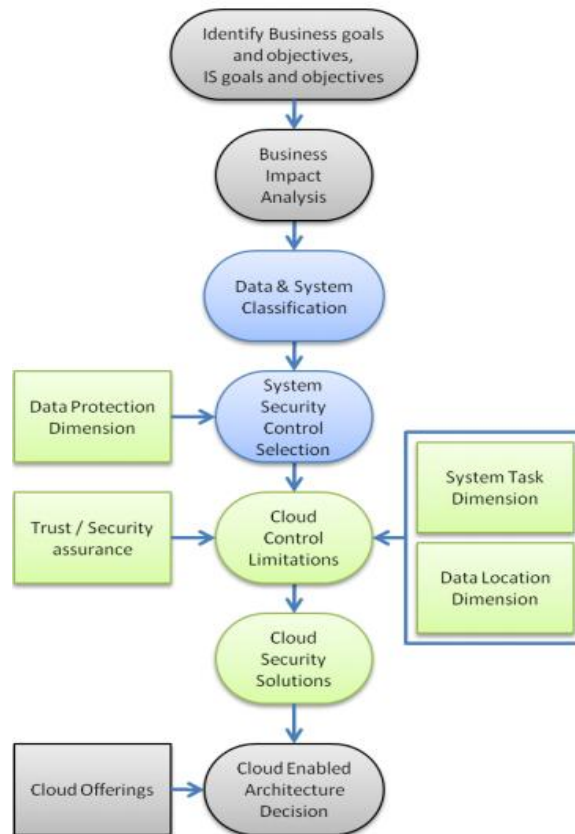 Identify Business goals
and objectives,
IS goals and objectives
Business
Impact
Analysis
Data & System
Classification
Data Protection
Dimension
System
Security
Control
Selection
System Task
Dimension
Trust / Security
assurance
Cloud
Control
Limitations
Data Location
Dimension
Cloud
Security
Solutions
Cloud Offerings
Cloud Enabled
Architecture
Decision